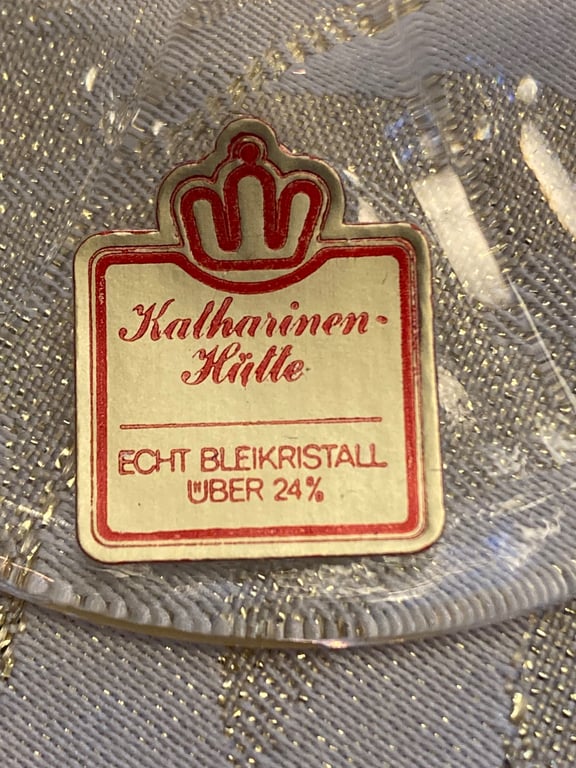 Katharinen-
Hütte
ECHT BLEIKRISTALL
ÜBER 24%